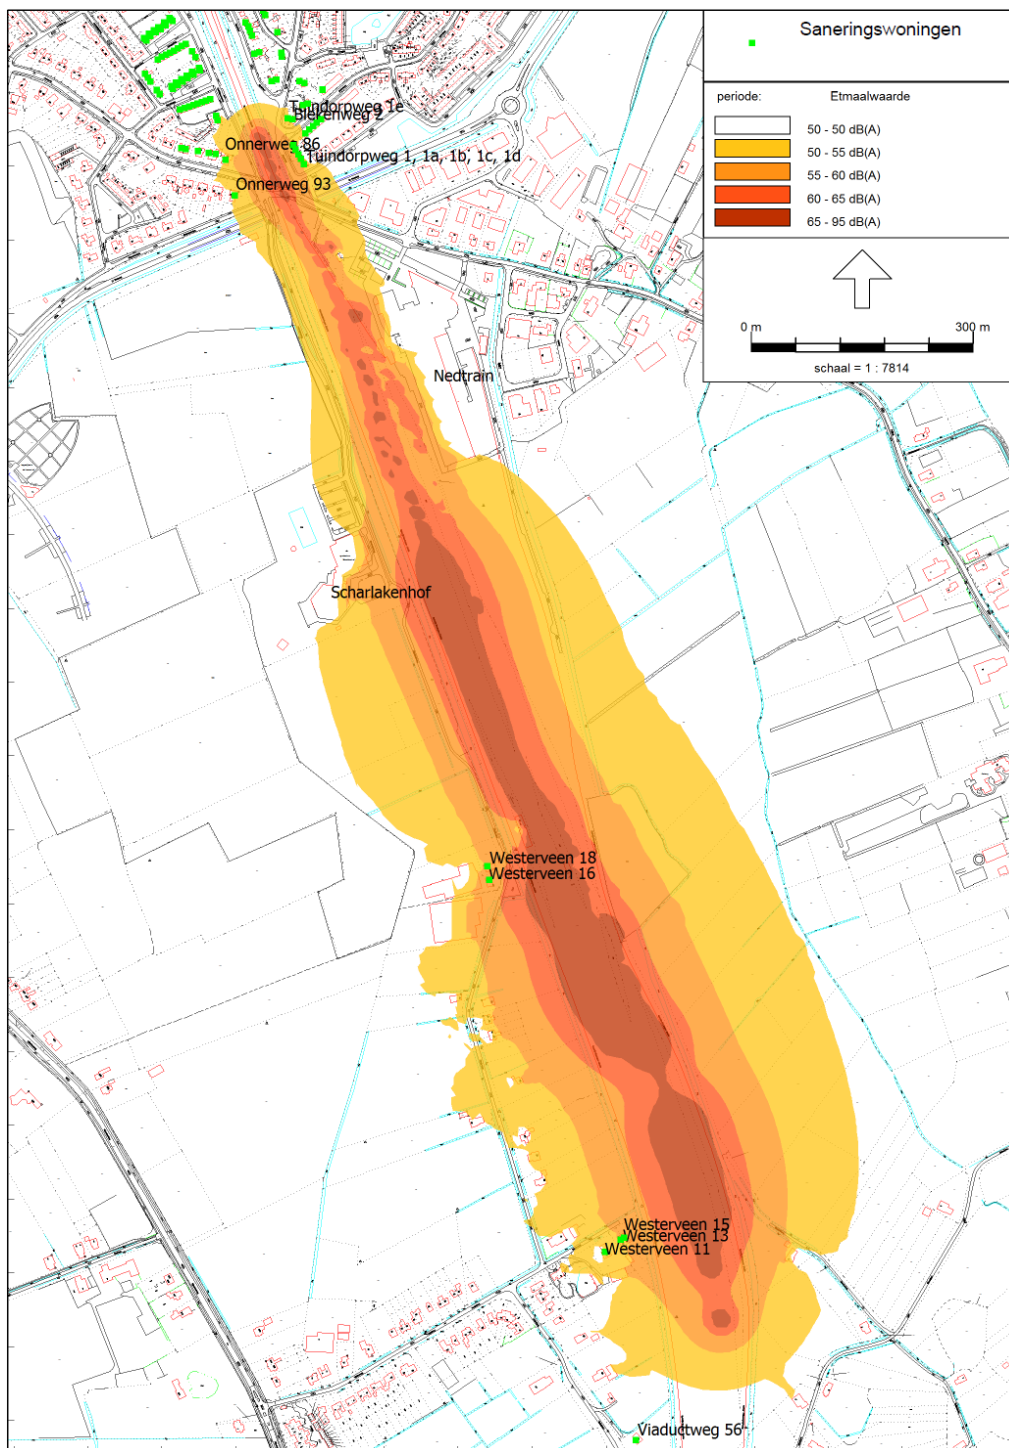 Saneringswoningen
periode: Etmaalwaarde
50 - 50 dB(A)
50 - 55 dB(A)
55 - 60 dB(A)
60 - 65 dB(A)
65 - 95 dB(A)
0 m 300 m
schaal = 1 : 7814
Tuindorpweg 1e
Blekenweg 2
Onnerweg 86
Tuindorpweg 1, 1a, 1b, 1c, 1d
Onnerweg 93
Nedtrain
Scharlakenhof
Westerveen 18
Westerveen 16
Westerveen 15
Westerveen 13
Westerveen 11
Viaductweg 56